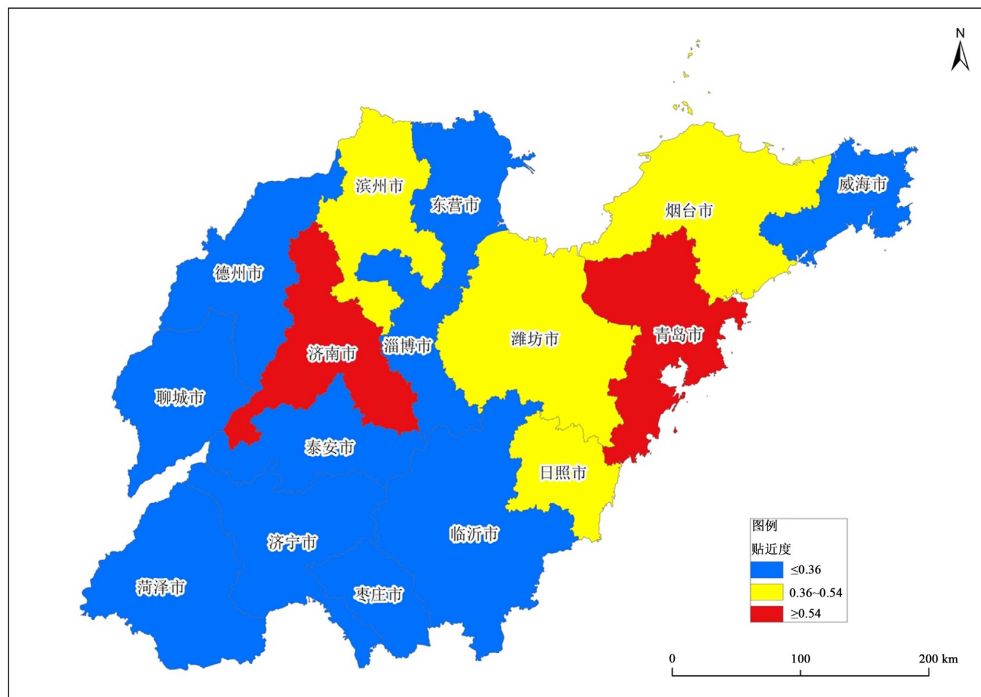 N
滨州市
威海市
东营市
烟台市
德州市
青岛市
潍坊市
淄博市
济南市
聊城市
泰安市
日照市
临沂市
济宁市
菏泽市
枣庄市
图例
贴近度
≤0.36
0.36~0.54
≥0.54
0 100 200 km